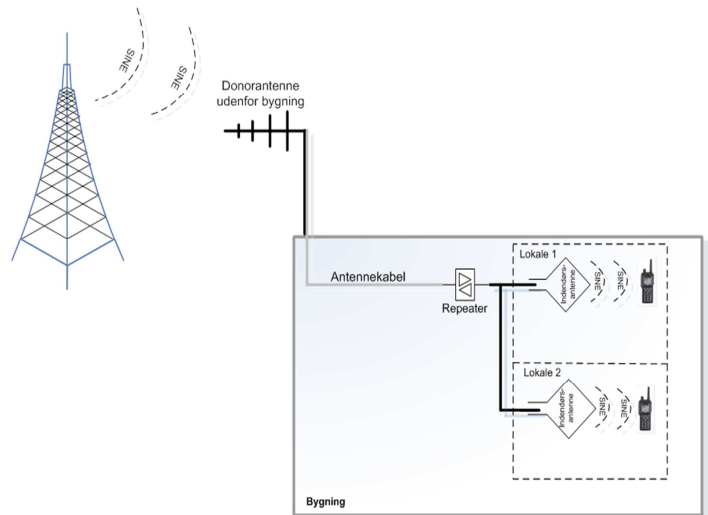 SINE
SINE
Donorantenne
udenfor bygning
Antennekabel
Repeater
Lokale 1
Indendørs-
antenne
SINE
SINE
Lokale 2
Indendørs-
antenne
SINE
SINE
Bygning